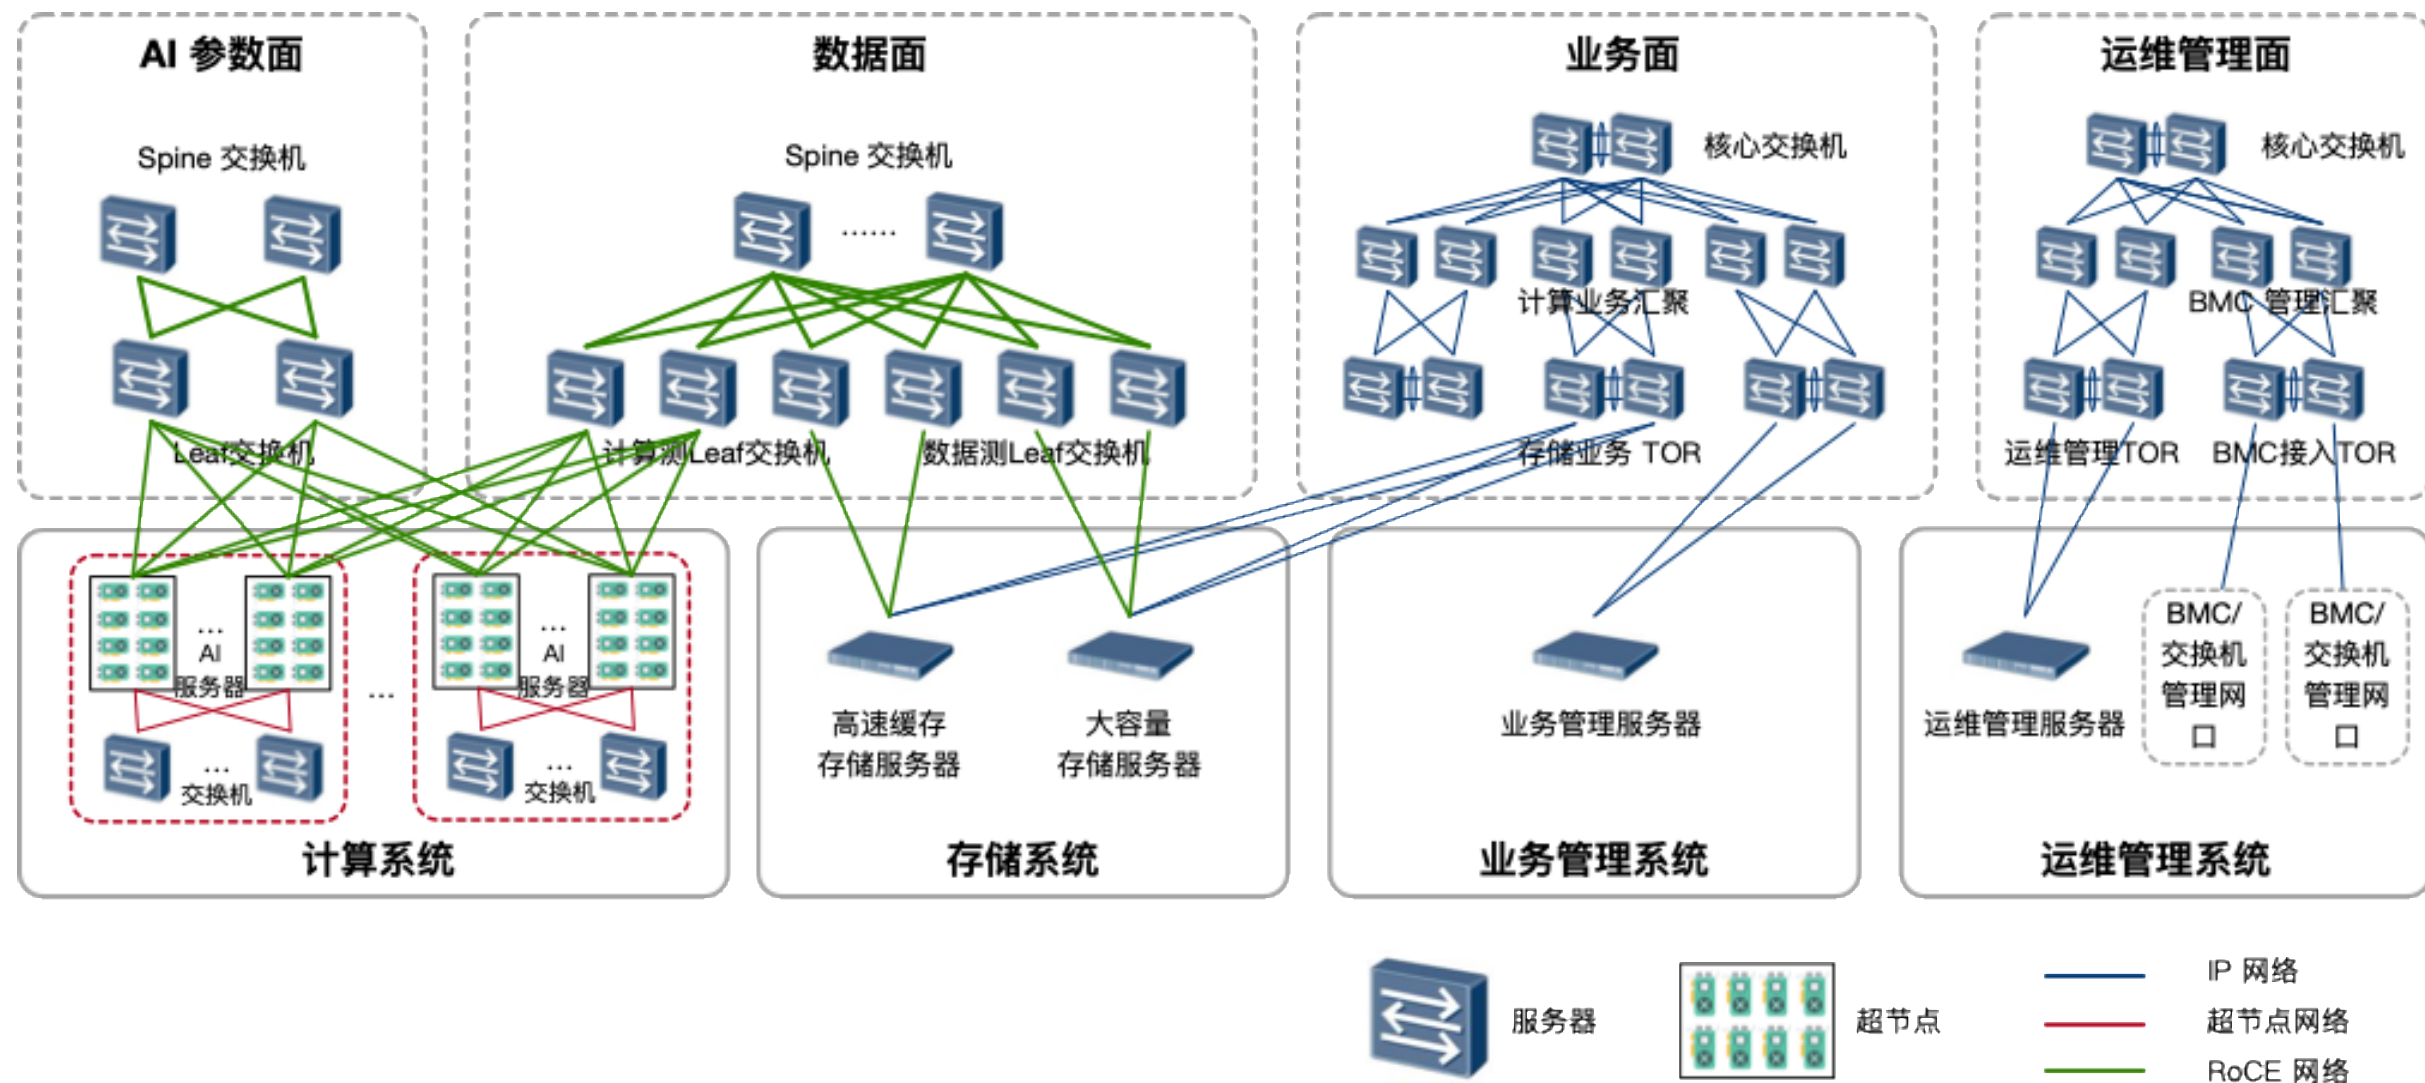 AI 参数面
数据面
业务面
运维管理面
Spine 交换机
Spine 交换机
核心交换机
核心交换机
……
计算业务汇聚
BMC 管理汇聚
Leaf交换机
计算测Leaf交换机
数据测Leaf交换机
存储业务 TOR
运维管理TOR
BMC接入TOR
...
AI
服务器
...
交换机
...
...
AI
服务器
...
交换机
计算系统
高速缓存
存储服务器
大容量
存储服务器
存储系统
业务管理服务器
业务管理系统
运维管理服务器
BMC/
交换机
管理网
口
BMC/
交换机
管理网
口
运维管理系统
服务器
超节点
IP 网络
超节点网络
RoCE 网络